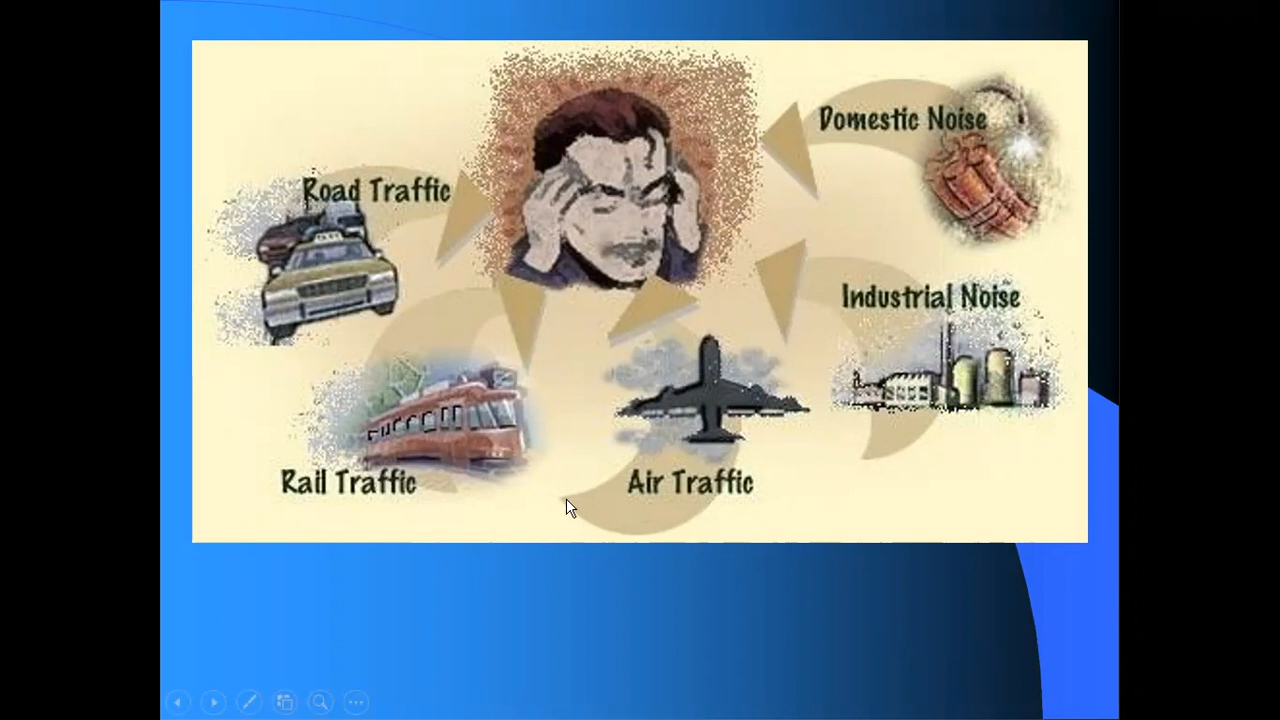 Domestic Noise
Road Traffic
Industrial Noise
Rail Traffic
Air Traffic